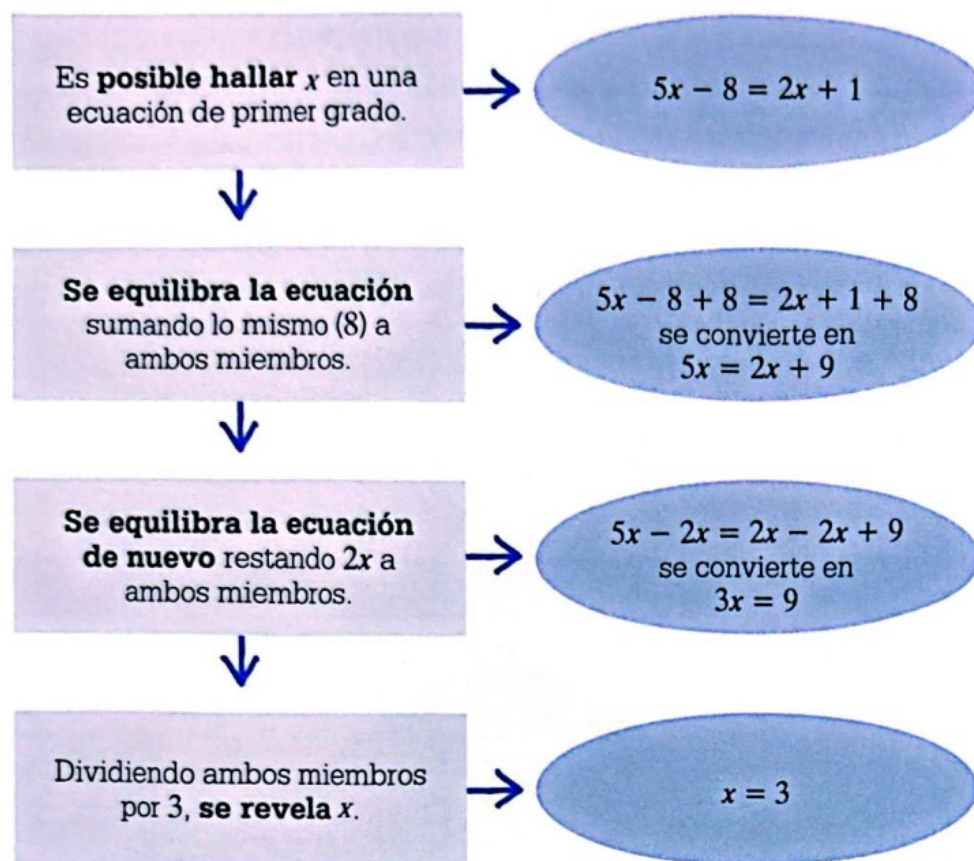 Es posible hallar x en una
ecuación de primer grado.
5x − 8 = 2x + 1
Se equilibra la ecuación
sumando lo mismo (8) a
ambos miembros.
5x − 8 + 8 = 2x + 1 + 8
se convierte en
5x = 2x + 9
Se equilibra la ecuación
de nuevo restando 2x a
ambos miembros.
5x − 2x = 2x − 2x + 9
se convierte en
3x = 9
Dividiendo ambos miembros
por 3, se revela x.
x = 3